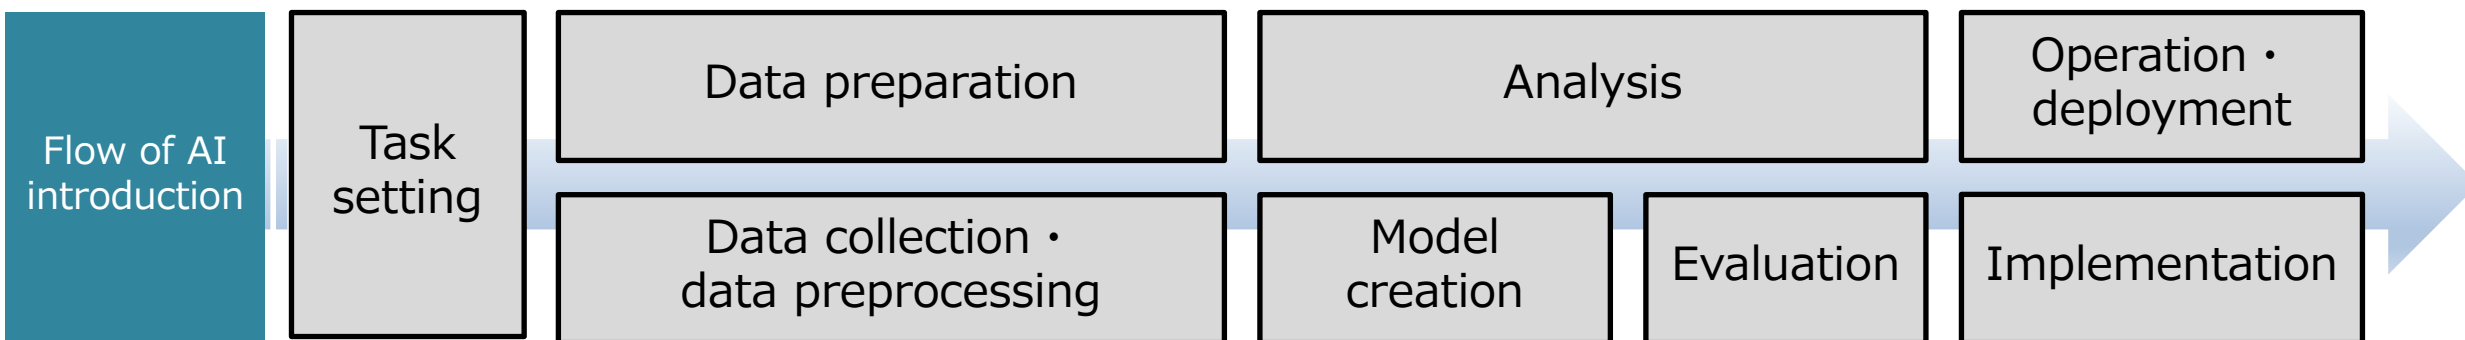 Flow of AI
introduction
Task
setting
Data preparation
Data collection・
data preprocessing
Analysis
Model
creation
Evaluation
Operation・
deployment
Implementation